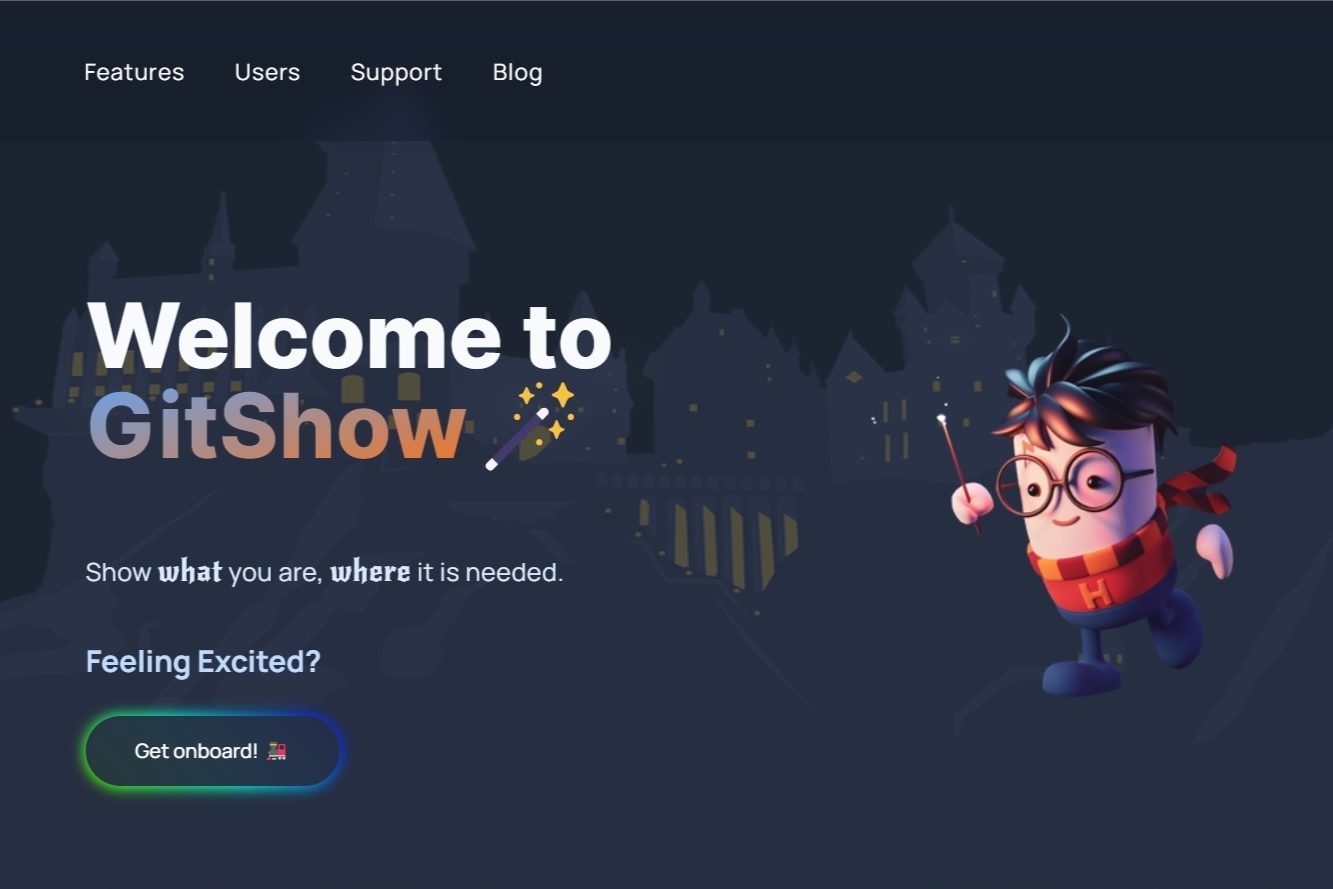 Features Users Support Blog
Welcome to
GitShow
Show what you are, where it is needed.
Feeling Excited?
Get onboard! 🚂
H